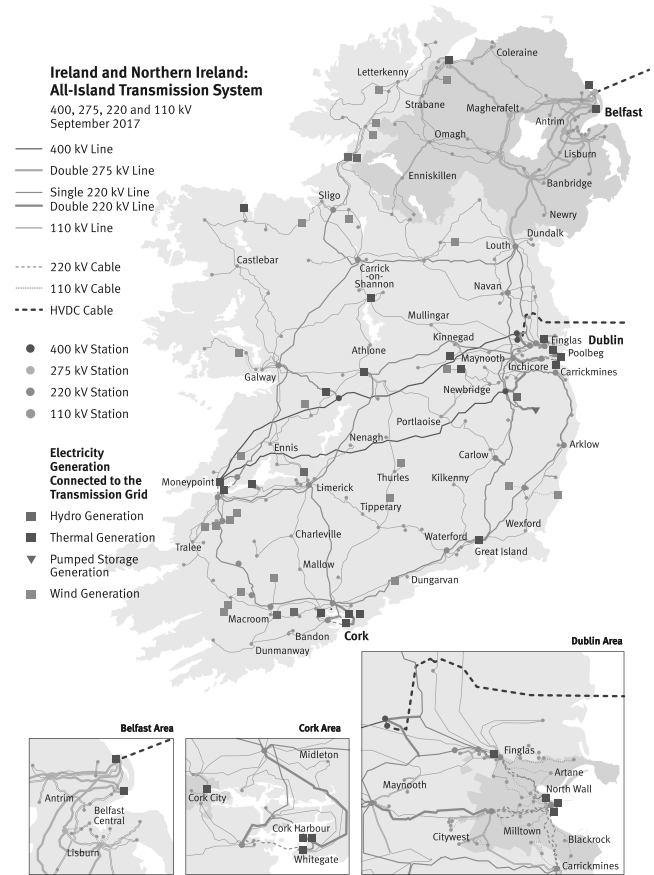 Ireland and Northern Ireland:
All-Island Transmission System
400, 275, 220 and 110 kV
September 2017
400 kV Line
Double 275 kV Line
Single 220 kV Line
Double 220 kV Line
110 kV Line
220 kV Cable
110 kV Cable
HVDC Cable
400 kV Station
275 kV Station
220 kV Station
110 kV Station
Electricity
Generation
Connected to the
Transmission Grid
Hydro Generation
Thermal Generation
Pumped Storage
Generation
Wind Generation
Coleraine
Letterkenny
Strabane
Magherafelt
Belfast
Antrim
Omagh
Lisburn
Enniskillen
Banbridge
Sligo
Newry
Dundalk
Louth
Castlebar
Carrick
-on-
Shannon
Navan
Mullingar
Kinnegad
Finglas
Dublin
Athlone
Maynooth
Poolbeg
Inchicore
Carrickmines
Galway
Newbridge
Portlaoise
Nenagh
Arklow
Ennis
Carlow
Moneypoint
Limerick
Thurles
Kilkenny
Tipperary
Wexford
Charleville
Waterford
Tralee
Great Island
Mallow
Dungarvan
Macroom
Bandon
Cork
Dunmanway
Dublin Area
Finglas
Artane
Maynooth
North Wall
Citywest
Milltown
Blackrock
Carrickmines
Belfast Area
Antrim
Belfast
Central
Lisburn
Cork Area
Midleton
Cork City
Cork Harbour
Whitegate